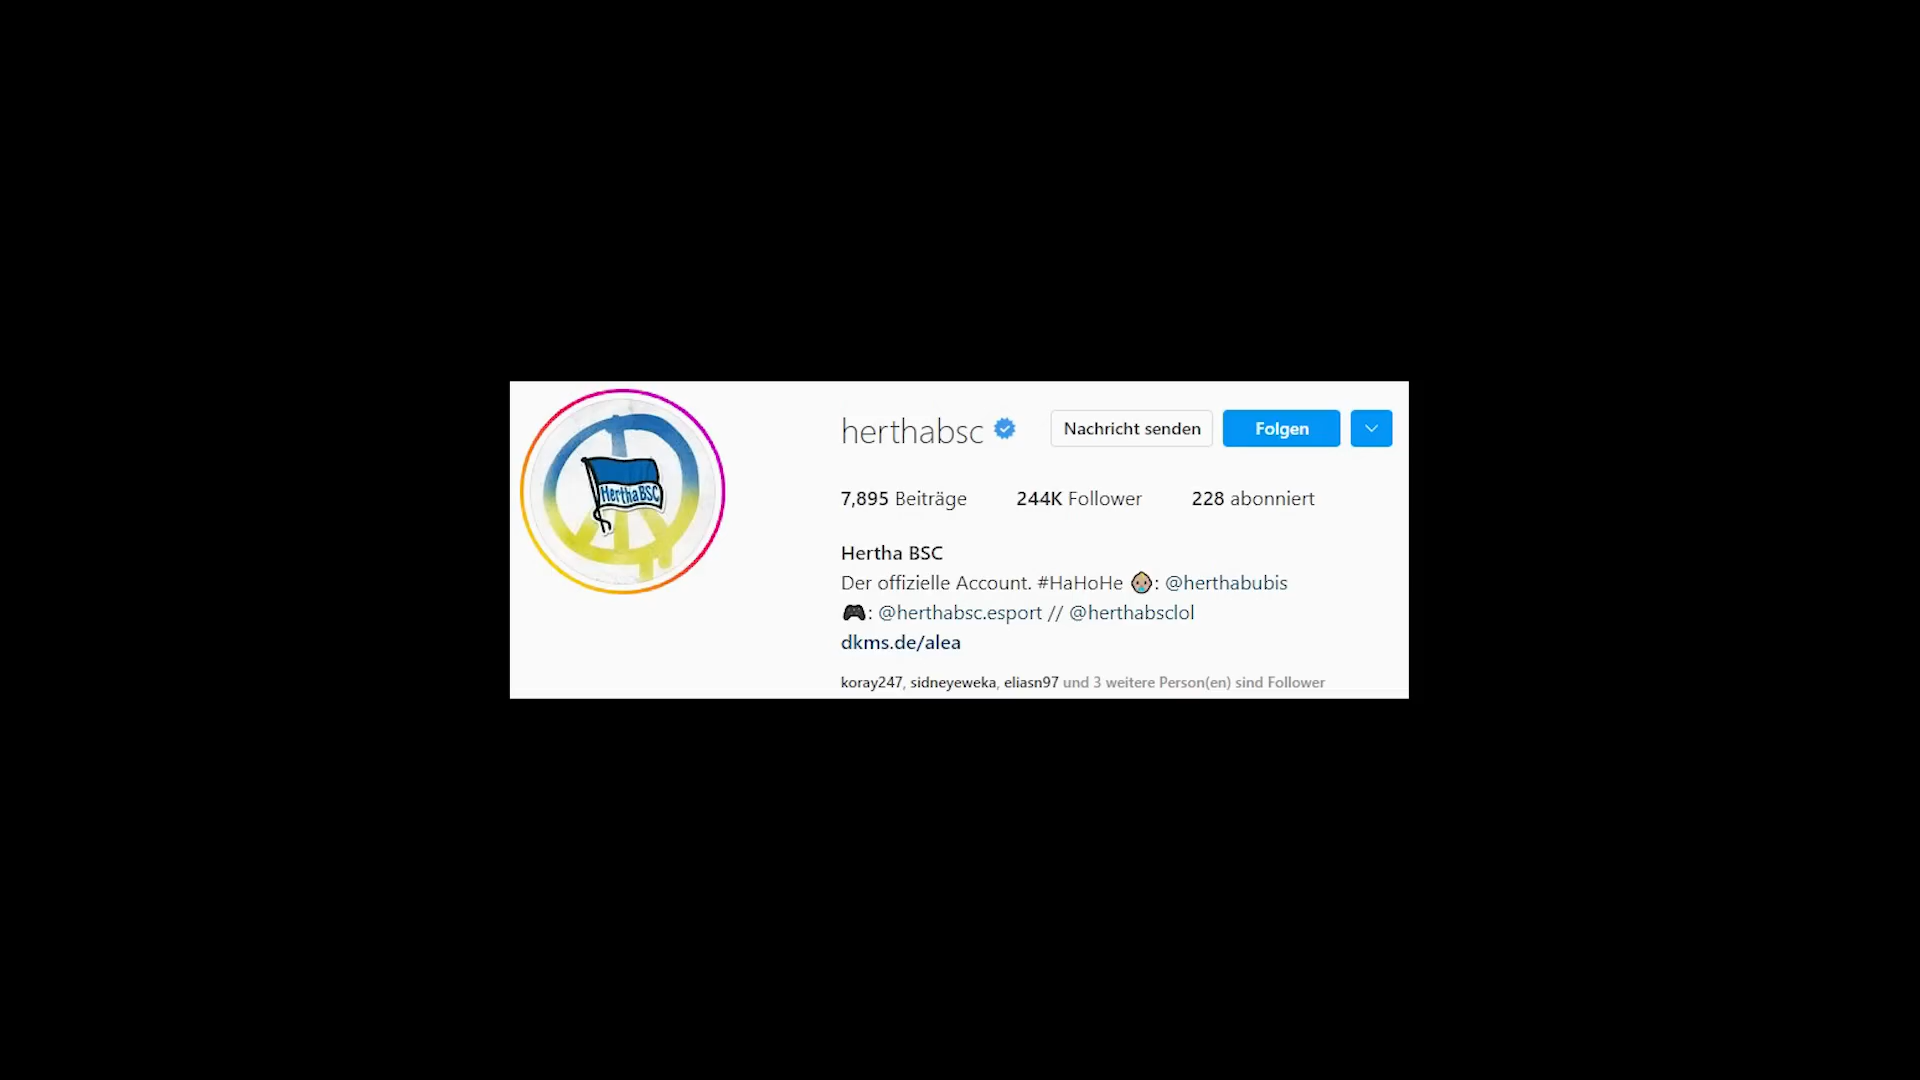 herthabsc
Nachricht senden
Folgen
7,895 Beiträge
244K Follower
228 abonniert
Hertha BSC
Der offizielle Account. #HaHoHe 👶🏼: @herthabubis
🎮: @herthabsc.esport // @herthabsclol
dkms.de/alea
koray247, sidneyeweka, eliasn97 und 3 weitere Person(en) sind Follower
HerthaBSC